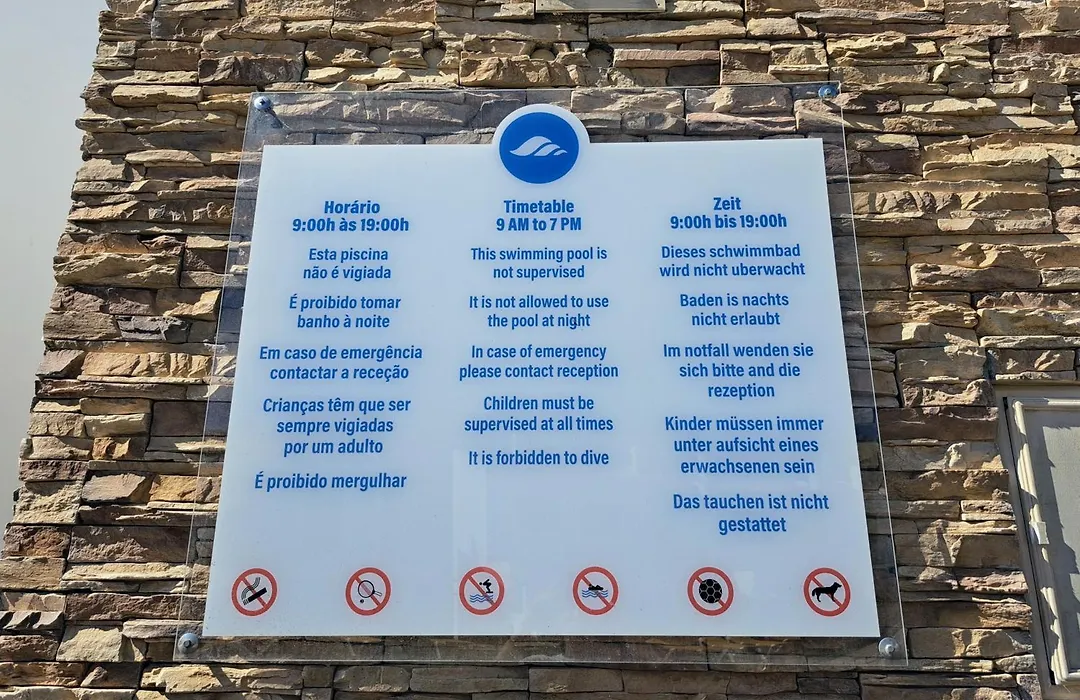 Horário
9:00h às 19:00h
Esta piscina
não é vigiada
É proibido tomar
banho à noite
Em caso de emergência
contactar a receção
Crianças têm que ser
sempre vigiadas
por um adulto
É proibido mergulhar
Timetable
9 AM to 7 PM
This swimming pool is
not supervised
It is not allowed to use
the pool at night
In case of emergency
please contact reception
Children must be
supervised at all times
It is forbidden to dive
Zeit
9:00h bis 19:00h
Dieses schwimmbad
wird nicht uberwacht
Baden is nachts
nicht erlaubt
Im notfall wenden sie
sich bitte and die
rezeption
Kinder müssen immer
unter aufsicht eines
erwachsenen sein
Das tauchen ist nicht
gestattet